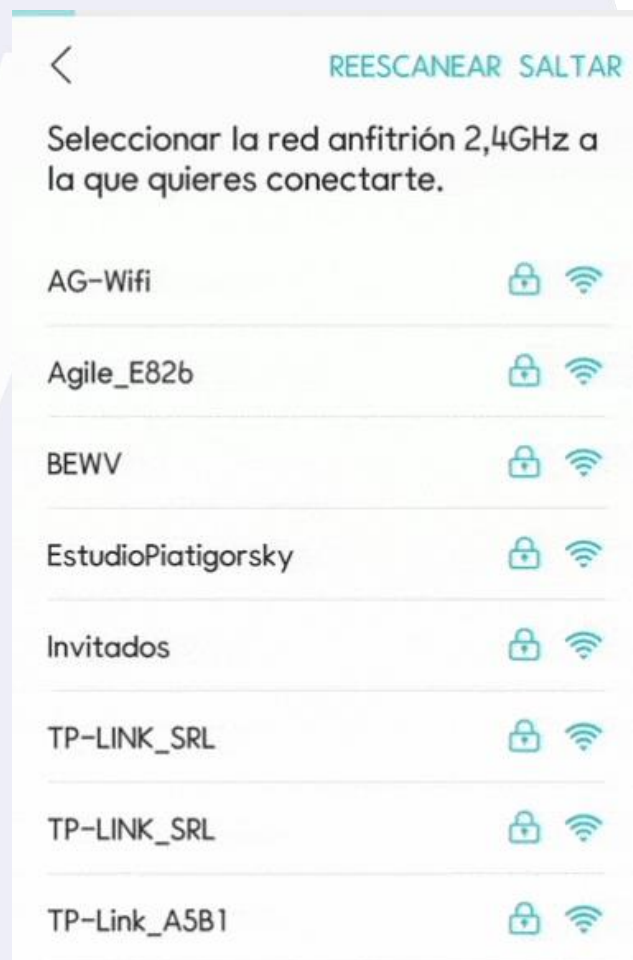 REESCANEAR SALTAR
Seleccionar la red anfitrión 2,4GHz a
la que quieres conectarte.
AG-Wifi
Agile_E826
BEWV
EstudioPiatigorsky
Invitados
TP-LINK_SRL
TP-LINK_SRL
TP-Link_A5B1